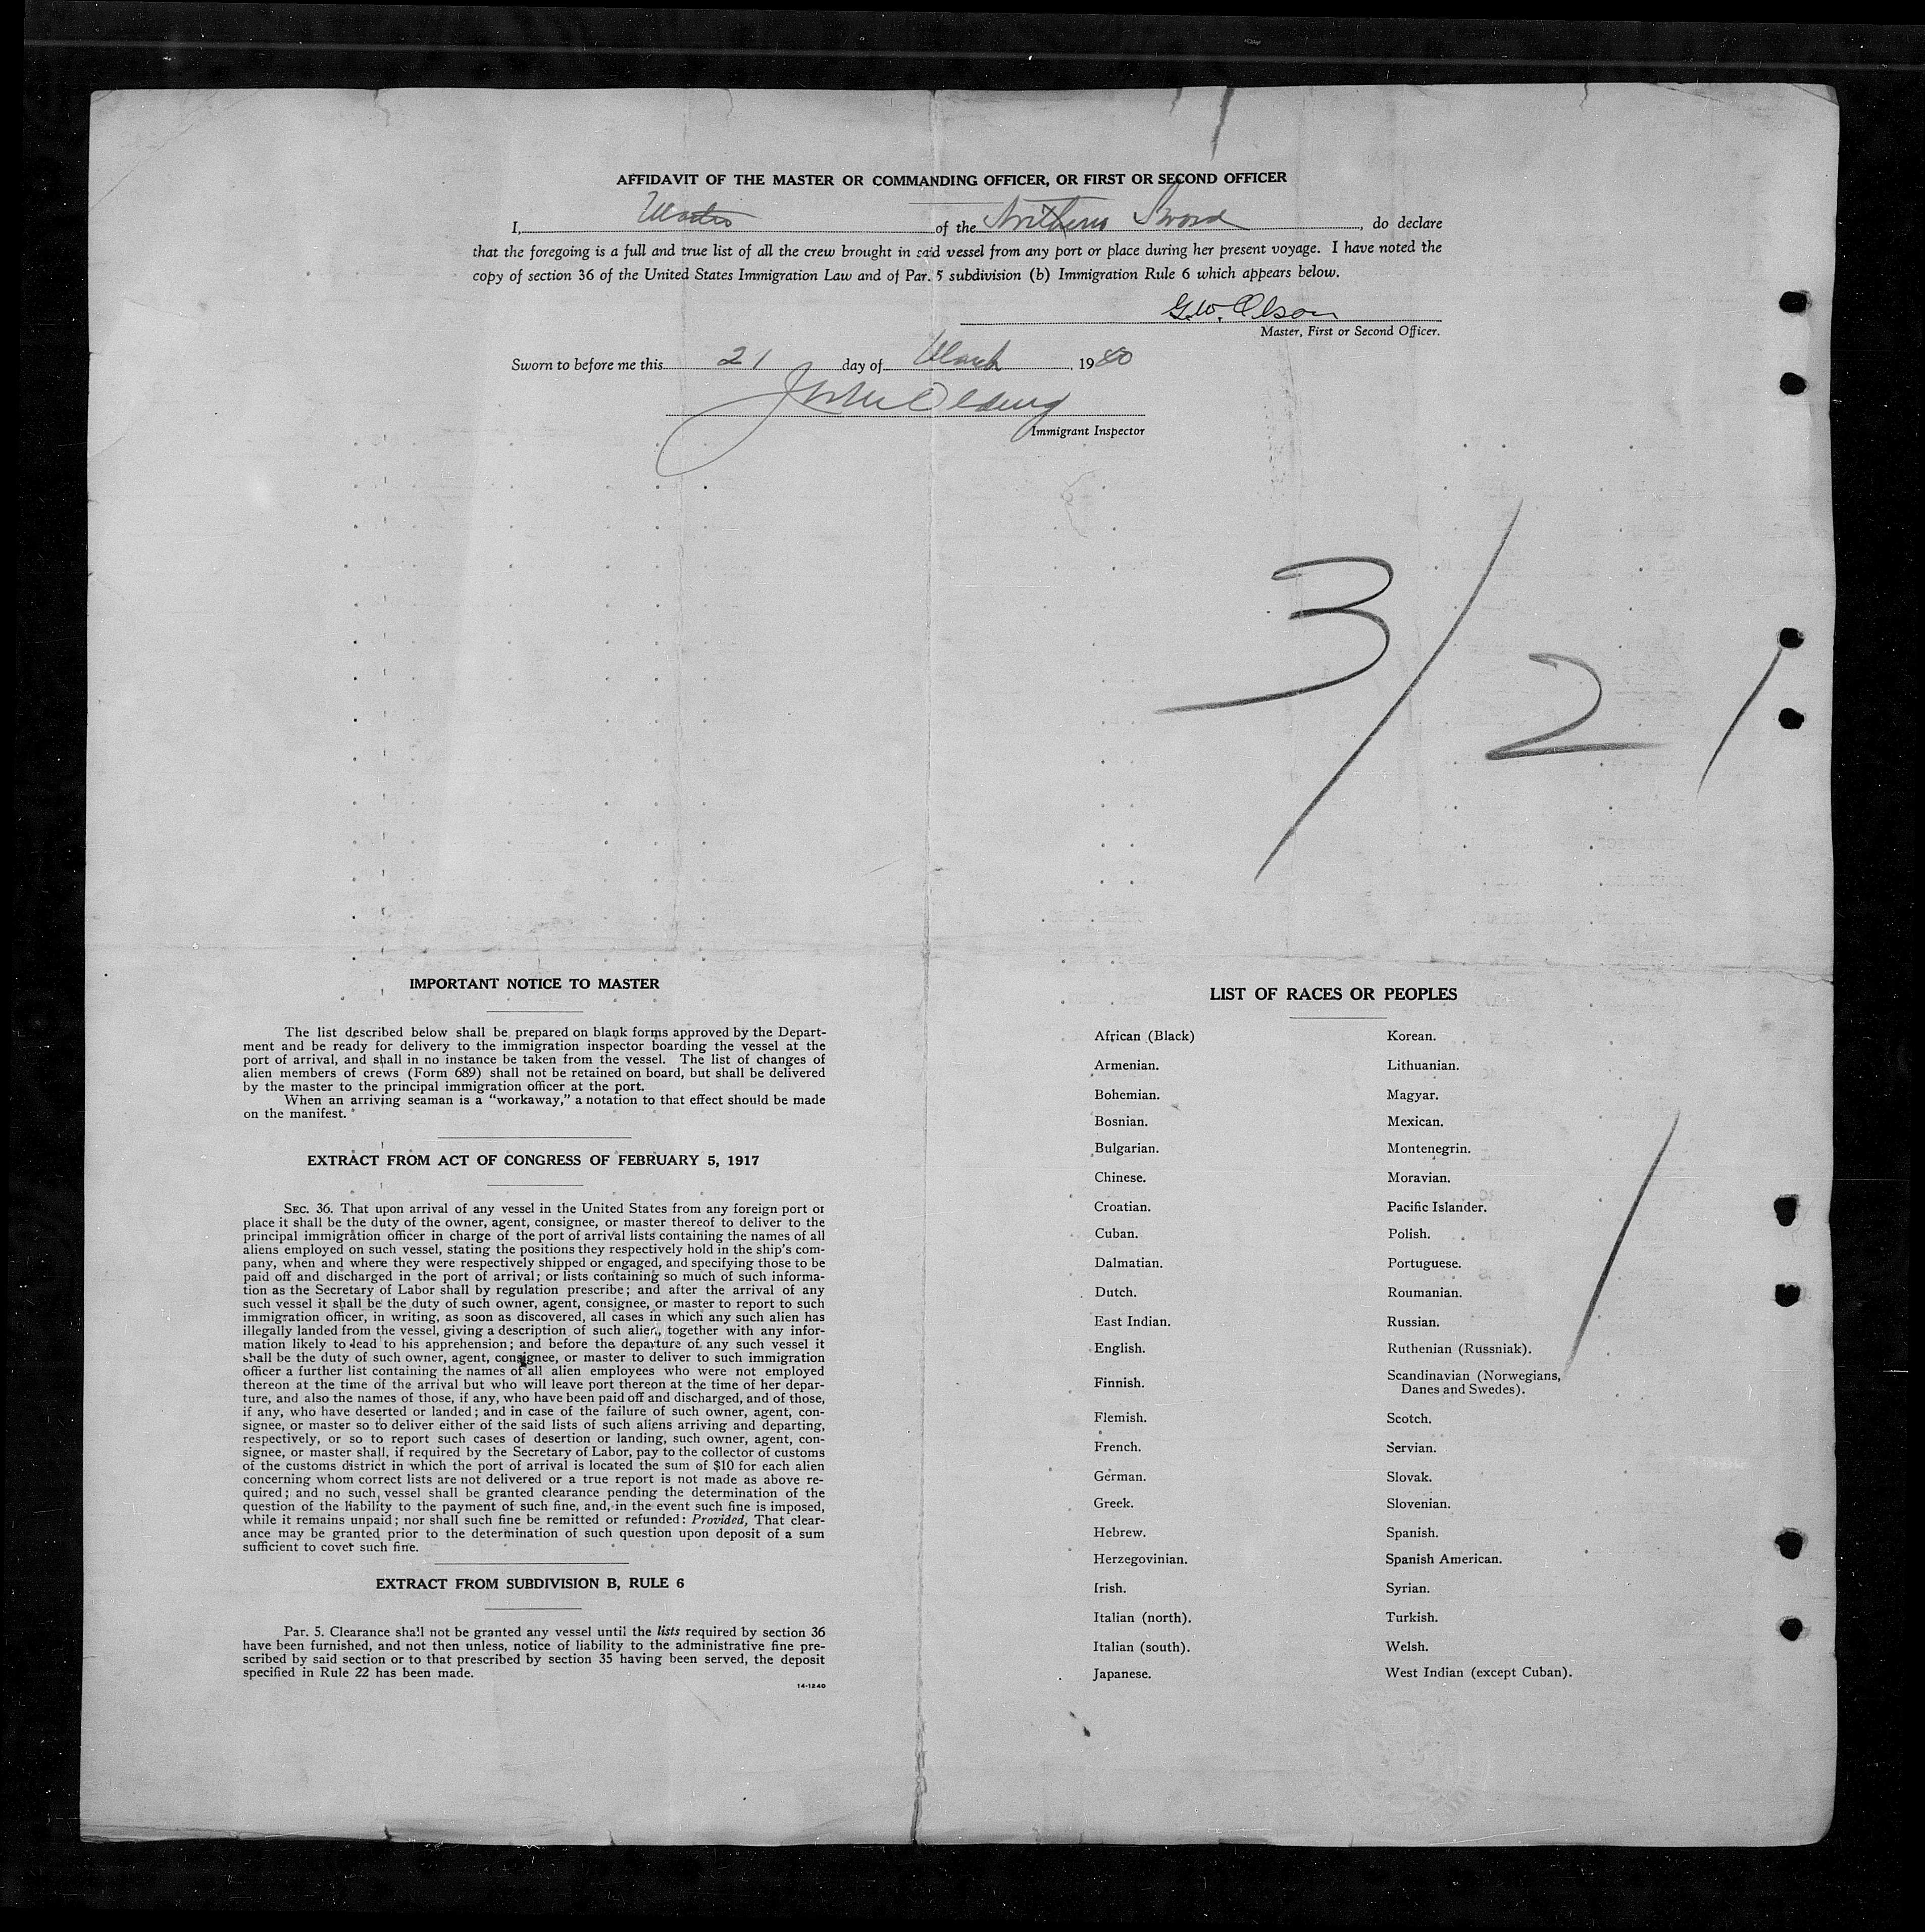 AFFIDAVIT OF THE MASTER OR COMMANDING OFFICER, OR FIRST OR SECOND OFFICER
I, Master of the Northern Sword, do declare
that the foregoing is a full and true list of all the crew brought in said vessel from any port or place during her present voyage. I have noted the
copy of section 36 of the United States Immigration Law and of Par. 5 subdivision (b) Immigration Rule 6 which appears below.
G.W. Olson
Master, First or Second Officer.
Sworn to before me this 21 day of March, 19
Immigrant Inspector
3/21
IMPORTANT NOTICE TO MASTER
The list described below shall be prepared on blank forms approved by the Depart-
ment and be ready for delivery to the immigration inspector boarding the vessel at the
port of arrival, and shall in no instance be taken from the vessel. The list of changes of
alien members of crews (Form 689) shall not be retained on board, but shall be delivered
by the master to the principal immigration officer at the port.
When an arriving seaman is a "workaway," a notation to that effect should be made
on the manifest.
EXTRACT FROM ACT OF CONGRESS OF FEBRUARY 5, 1917
SEC. 36. That upon arrival of any vessel in the United States from any foreign port or
place it shall be the duty of the owner, agent, consignee, or master thereof to deliver to the
principal immigration officer in charge of the port of arrival lists containing the names of all
aliens employed on such vessel, stating the positions they respectively hold in the ship's com-
pany, when and where they were respectively shipped or engaged, and specifying those to be
paid off and discharged in the port of arrival; or lists containing so much of such informa-
tion as the Secretary of Labor shall by regulation prescribe; and after the arrival of any
such vessel it shall be the duty of such owner, agent, consignee, or master to report to such
immigration officer, in writing, as soon as discovered, all cases in which any such alien has
illegally landed from the vessel, giving a description of such alien, together with any infor-
mation likely to lead to his apprehension; and before the departure of any such vessel it
shall be the duty of such owner, agent, consignee, or master to deliver to such immigration
officer a further list containing the names of all alien employees who were not employed
thereon at the time of the arrival but who will leave port thereon at the time of her depar-
ture, and also the names of those, if any, who have been paid off and discharged, and of those,
if any, who have deserted or landed; and in case of the failure of such owner, agent, con-
signee, or master so to deliver either of the said lists of such aliens arriving and departing,
respectively, or so to report such cases of desertion or landing, such owner, agent, con-
signee, or master shall, if required by the Secretary of Labor, pay to the collector of customs
of the customs district in which the port of arrival is located the sum of $10 for each alien
concerning whom correct lists are not delivered or a true report is not made as above re-
quired; and no such vessel shall be granted clearance pending the determination of the
question of the liability to the payment of such fine, and, in the event such fine is imposed,
while it remains unpaid; nor shall such fine be remitted or refunded: Provided, That clear-
ance may be granted prior to the determination of such question upon deposit of a sum
sufficient to cover such fine.
EXTRACT FROM SUBDIVISION B, RULE 6
Par. 5. Clearance shall not be granted any vessel until the lists required by section 36
have been furnished, and not then unless, notice of liability to the administrative fine pre-
scribed by said section or to that prescribed by section 35 having been served, the deposit
specified in Rule 22 has been made.
14-1240
LIST OF RACES OR PEOPLES
African (Black)
Armenian.
Bohemian.
Bosnian.
Bulgarian.
Chinese.
Croatian.
Cuban.
Dalmatian.
Dutch.
East Indian.
English.
Finnish.
Flemish.
French.
German.
Greek.
Hebrew.
Herzegovinian.
Irish.
Italian (north).
Italian (south).
Japanese.
Korean.
Lithuanian.
Magyar.
Mexican.
Montenegrin.
Moravian.
Pacific Islander.
Polish.
Portuguese.
Roumanian.
Russian.
Ruthenian (Russniak).
Scandinavian (Norwegians,
Danes and Swedes).
Scotch.
Servian.
Slovak.
Slovenian.
Spanish.
Spanish American.
Syrian.
Turkish.
Welsh.
West Indian (except Cuban).